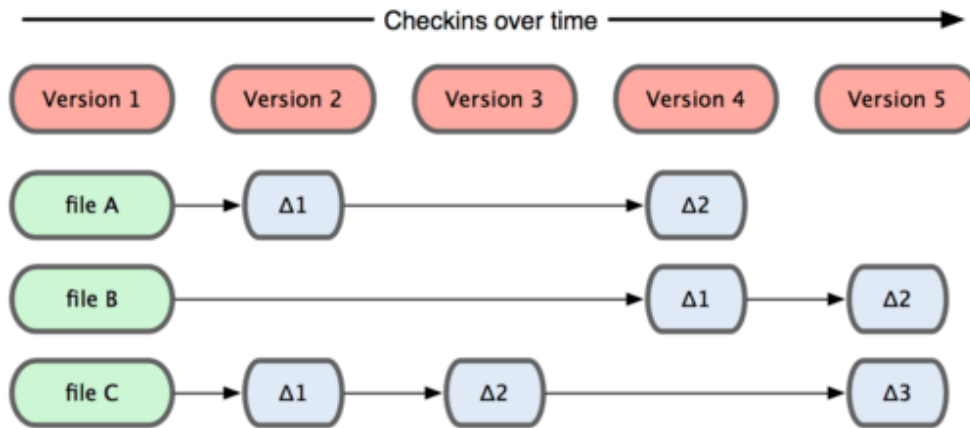 Checkins over time
Version 1 Version 2 Version 3 Version 4 Version 5
file A Δ1 Δ2
file B Δ1 Δ2
file C Δ1 Δ2 Δ3